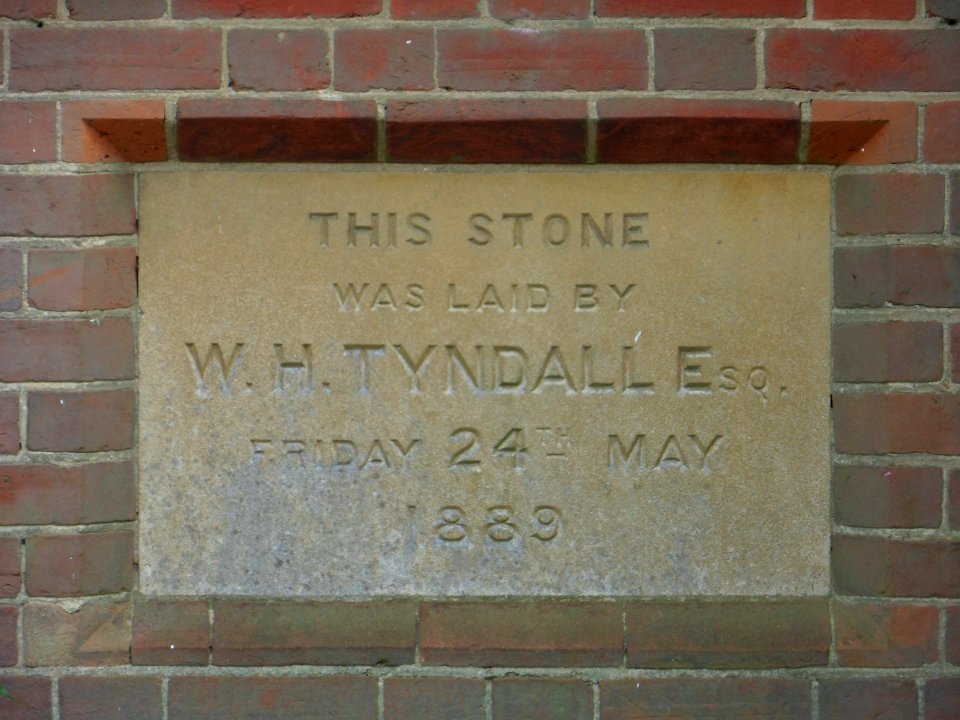 THIS STONE
WAS LAID BY
W. H. TYNDALL ESQ.
FRIDAY 24TH MAY
1889